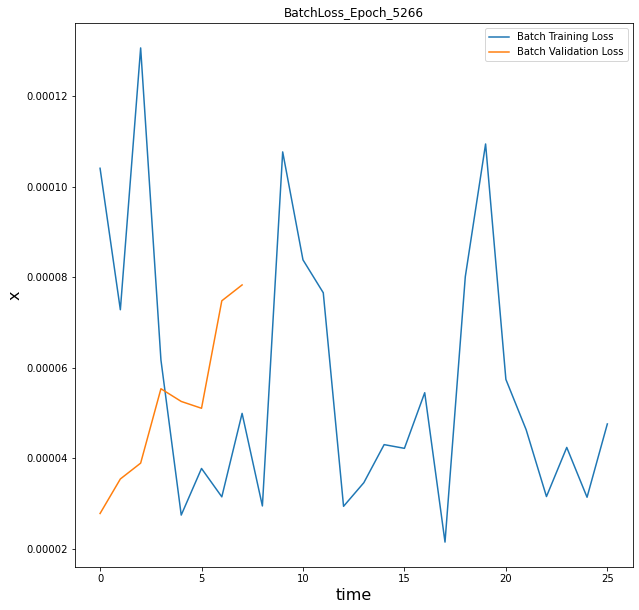 BatchLoss_Epoch_5266
Batch Training Loss
Batch Validation Loss
0.00012
0.00010
0.00008
0.00006
0.00004
0.00002
x
0 5 10 15 20 25
time